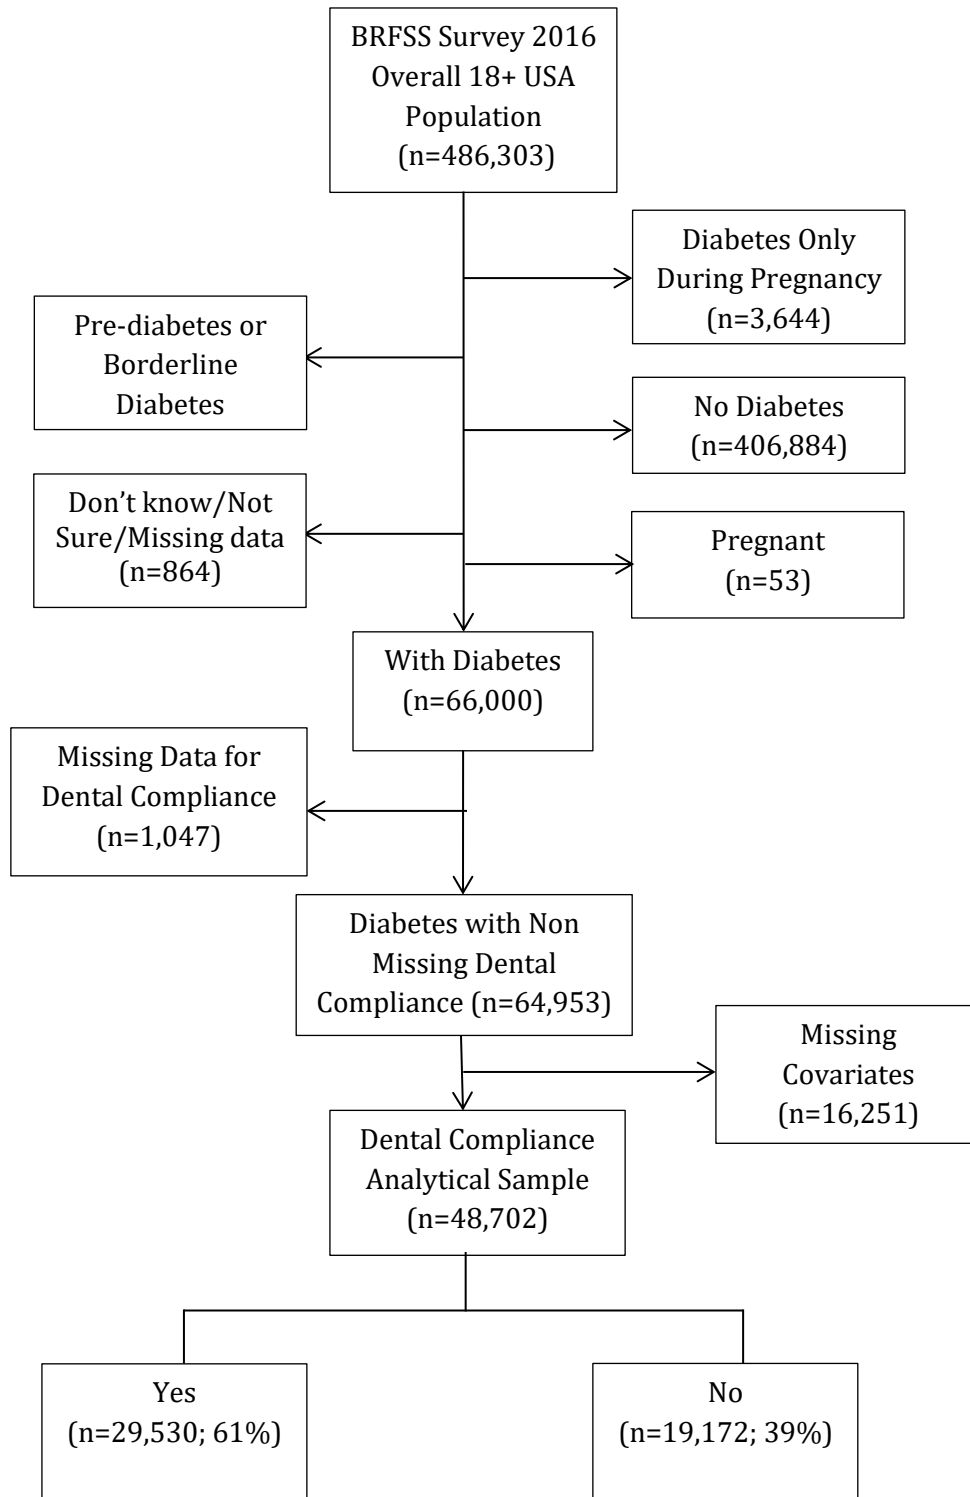 BRFSS Survey 2016
Overall 18+ USA
Population
(n=486,303)
Diabetes Only
During Pregnancy
(n=3,644)
Pre-diabetes or
Borderline
Diabetes
No Diabetes
(n=406,884)
Don’t know/Not
Sure/Missing data
(n=864)
Pregnant
(n=53)
With Diabetes
(n=66,000)
Missing Data for
Dental Compliance
(n=1,047)
Diabetes with Non
Missing Dental
Compliance (n=64,953)
Missing
Covariates
(n=16,251)
Dental Compliance
Analytical Sample
(n=48,702)
Yes
(n=29,530; 61%)
No
(n=19,172; 39%)